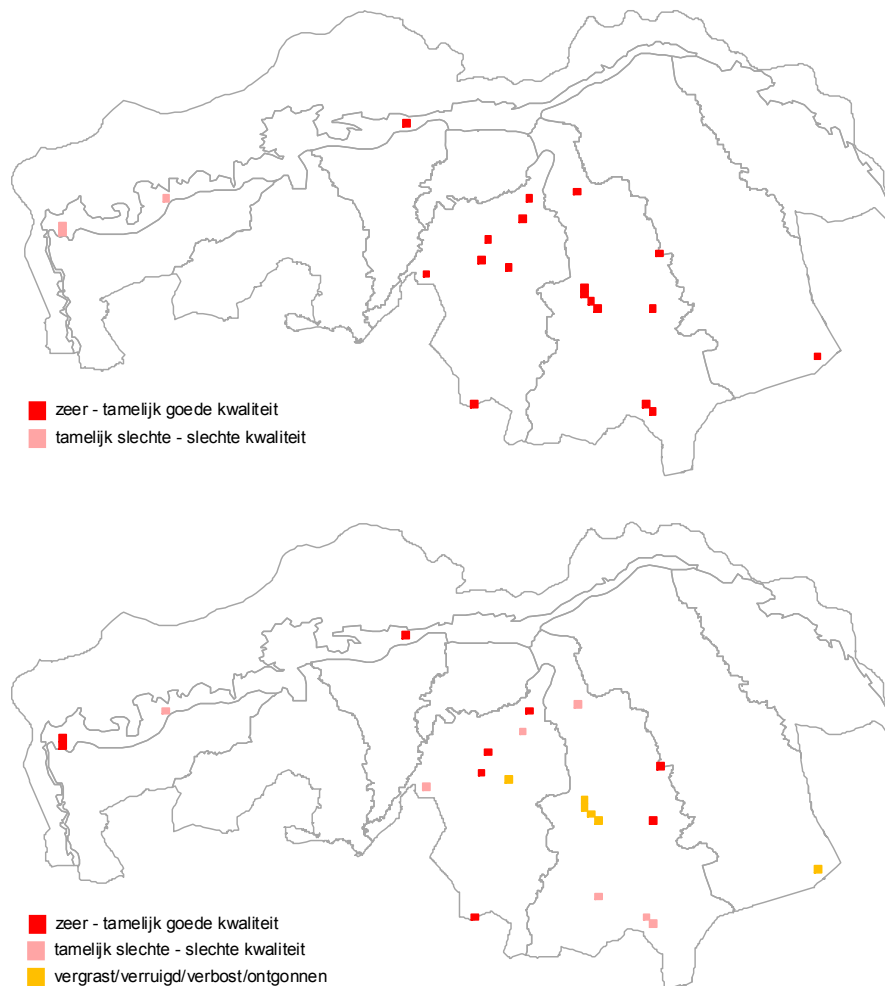 zeer - tamelijk goede kwaliteit
tamelijk slechte - slechte kwaliteit
zeer - tamelijk goede kwaliteit
tamelijk slechte - slechte kwaliteit
vergrast/verruigd/verbost/ontgonnen